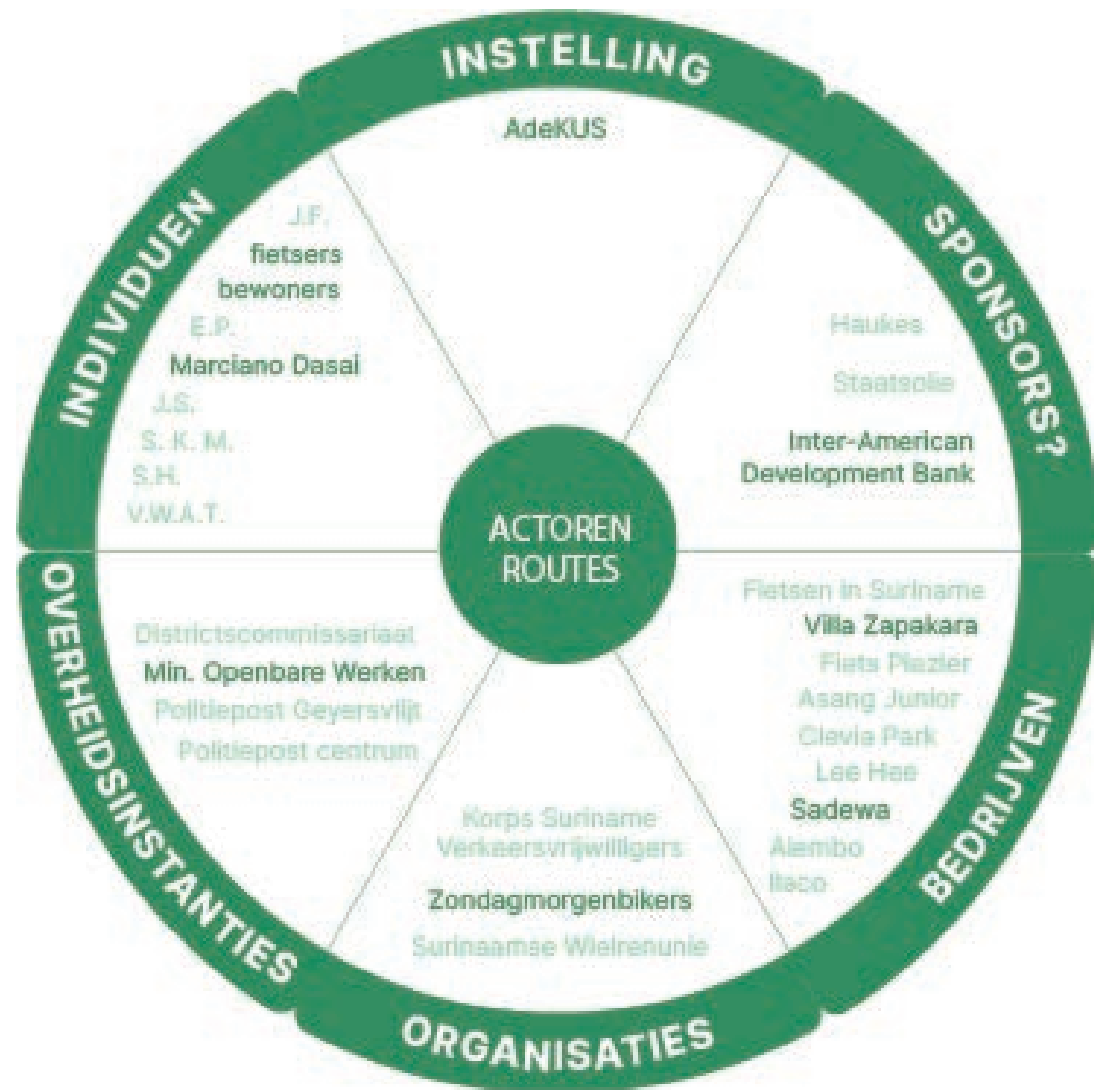 INSTELLING
AdeKUS
SPONSORS?
Haukes
Staatsolie
Inter-American
Development Bank
BEDRIJVEN
Fietsen in Suriname
Villa Zapakara
Fiets Plezier
Asang Junior
Clevia Park
Lee Hee
Sadewa
Alembo
Ilaco
ORGANISATIES
Korps Suriname
Verkeersvrijwilligers
Zondagmorgenbikers
Surinaamse Wielrenunie
OVERHEIDSINSTANTIES
Districtscommissariaat
Min. Openbare Werken
Politiepost Geyersvlijt
Politiepost centrum
INDIVIDUEN
J.F.
fietsers
bewoners
E.P.
Marciano Dasai
J.S.
S. K. M.
S.H.
V.W.A.T.
ACTOREN
ROUTES